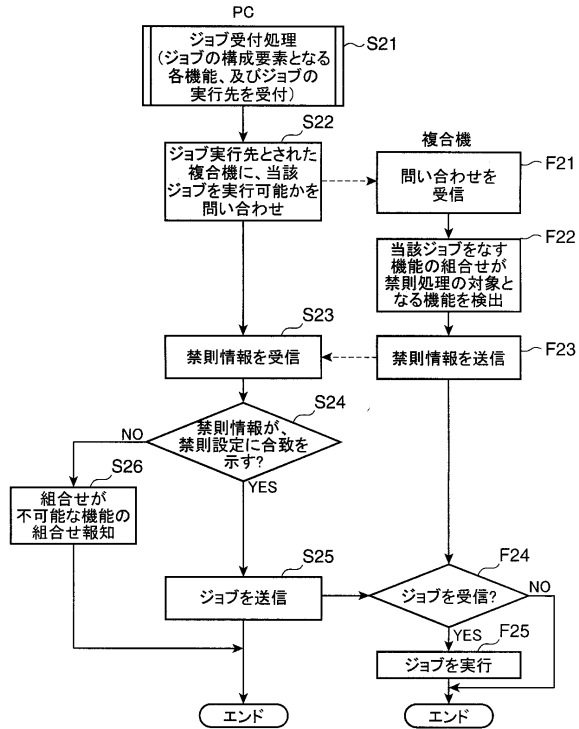 PC
ジョブ受付処理
(ジョブの構成要素となる
各機能、及びジョブの
実行先を受付)
S21
S22
ジョブ実行先とされた
複合機に、当該
ジョブを実行可能かを
問い合わせ
複合機
F21
問い合わせを
受信
F22
当該ジョブをなす
機能の組合せが
禁則処理の対象と
なる機能を検出
S23
禁則情報を受信
F23
禁則情報を送信
S24
禁則情報が、
禁則設定に合致を
示す?
NO
YES
S26
組合せが
不可能な機能の
組合せ報知
S25
ジョブを送信
F24
ジョブを受信?
NO
YES
F25
ジョブを実行
エンド
エンド